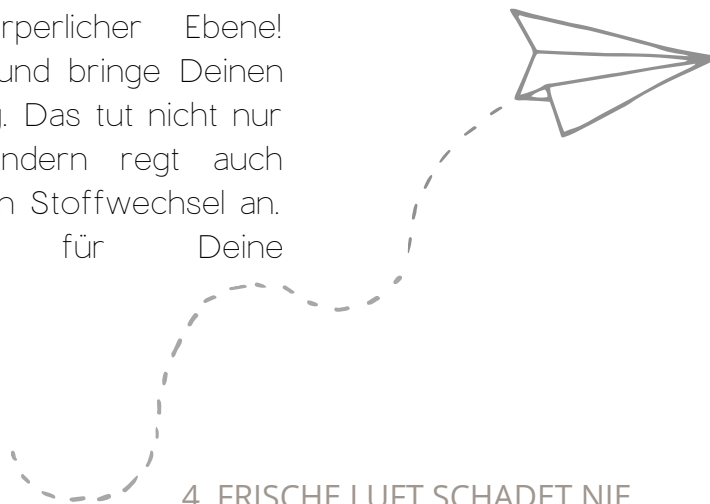 rperlicher Ebene!
und bringe Deinen
. Das tut nicht nur
ndern regt auch
n Stoffwechsel an.
für Deine
4. FRISCHE LUFT SCHADET NIE